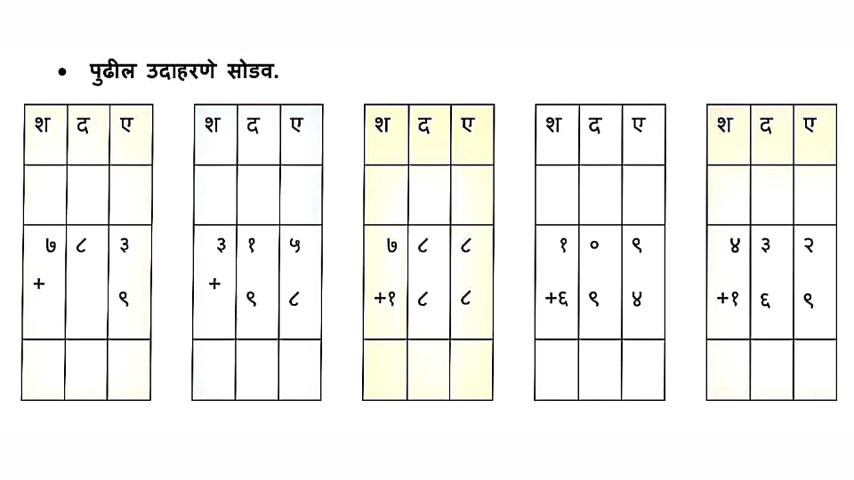 • पुढील उदाहरणे सोडव.
श द ए श द ए श द ए श द ए श द ए
७ ८ ३ ३ १ ५ ७ ८ ८ १ ० ९ ४ ३ २
+ ९ + ९ ८ +१ ८ ८ +६ ९ ४ +१ ६ ९